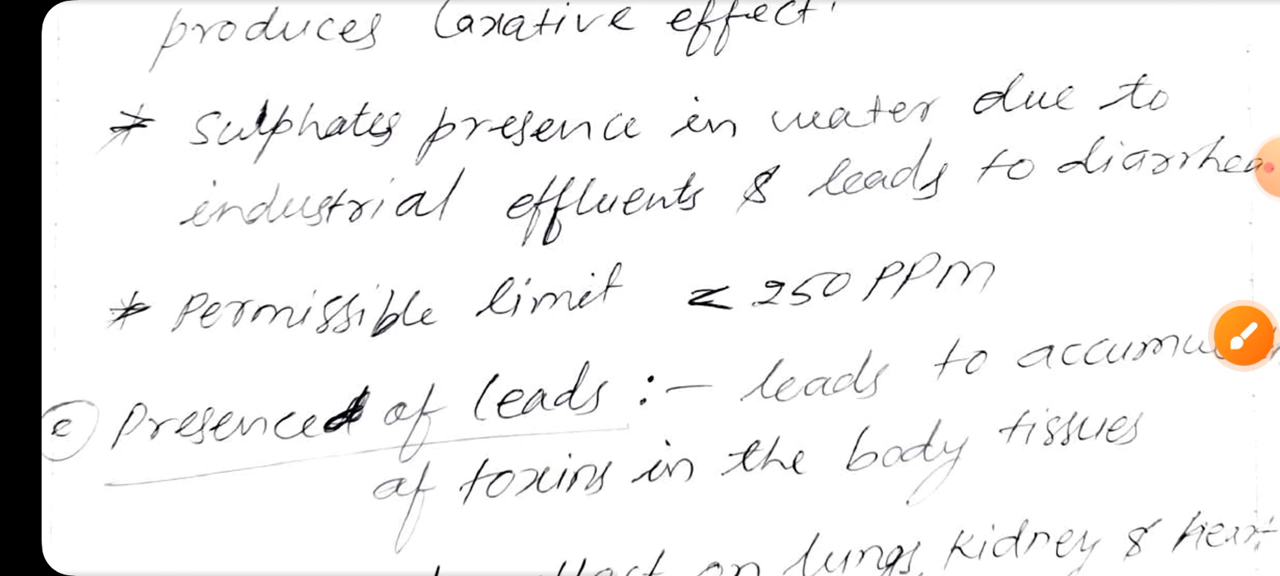 produces laxative effect.
* Sulphates presence in water due to
industrial effluents & leads to diarrhea
* Permissible limit < 250 PPM
(e) Presence of leads :- leads to
of toxins in the body tissues
on lungs, kidney & heart